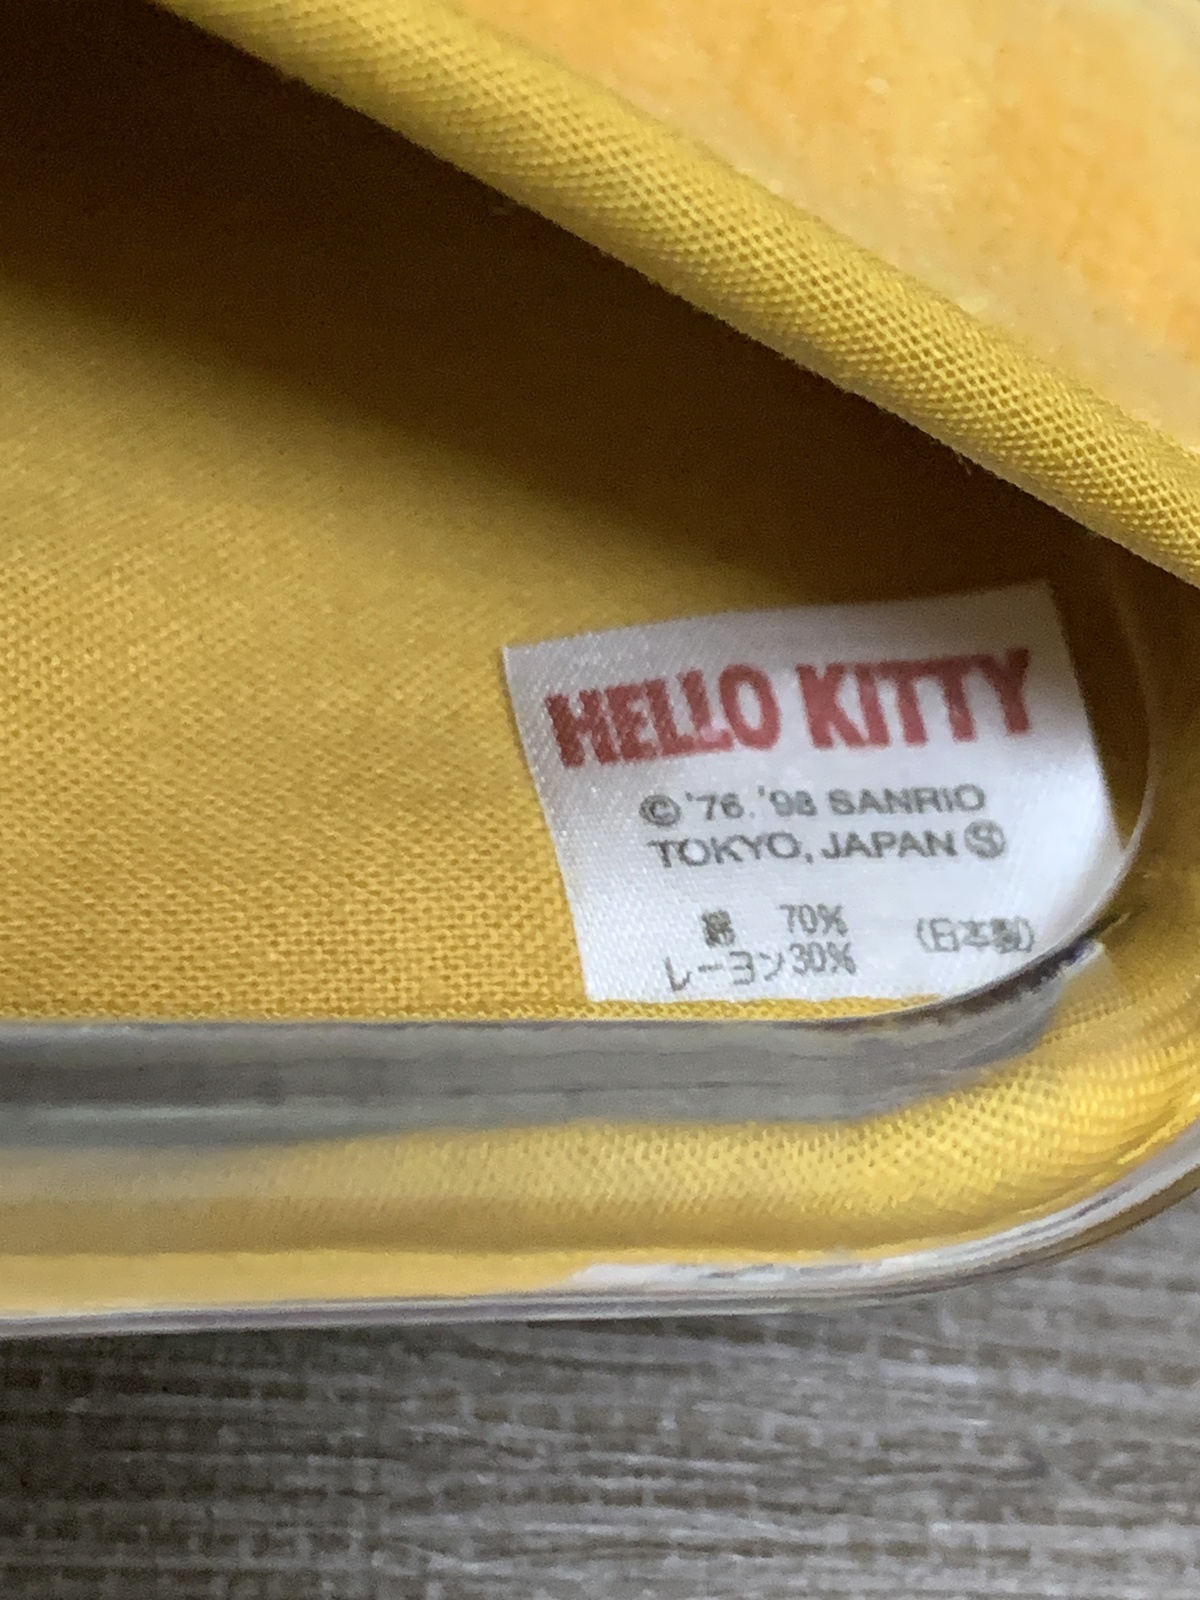 HELLO KITTY
© '76, '98 SANRIO
TOKYO, JAPAN Ⓢ
綿 70%
レーヨン30%
(日本製)